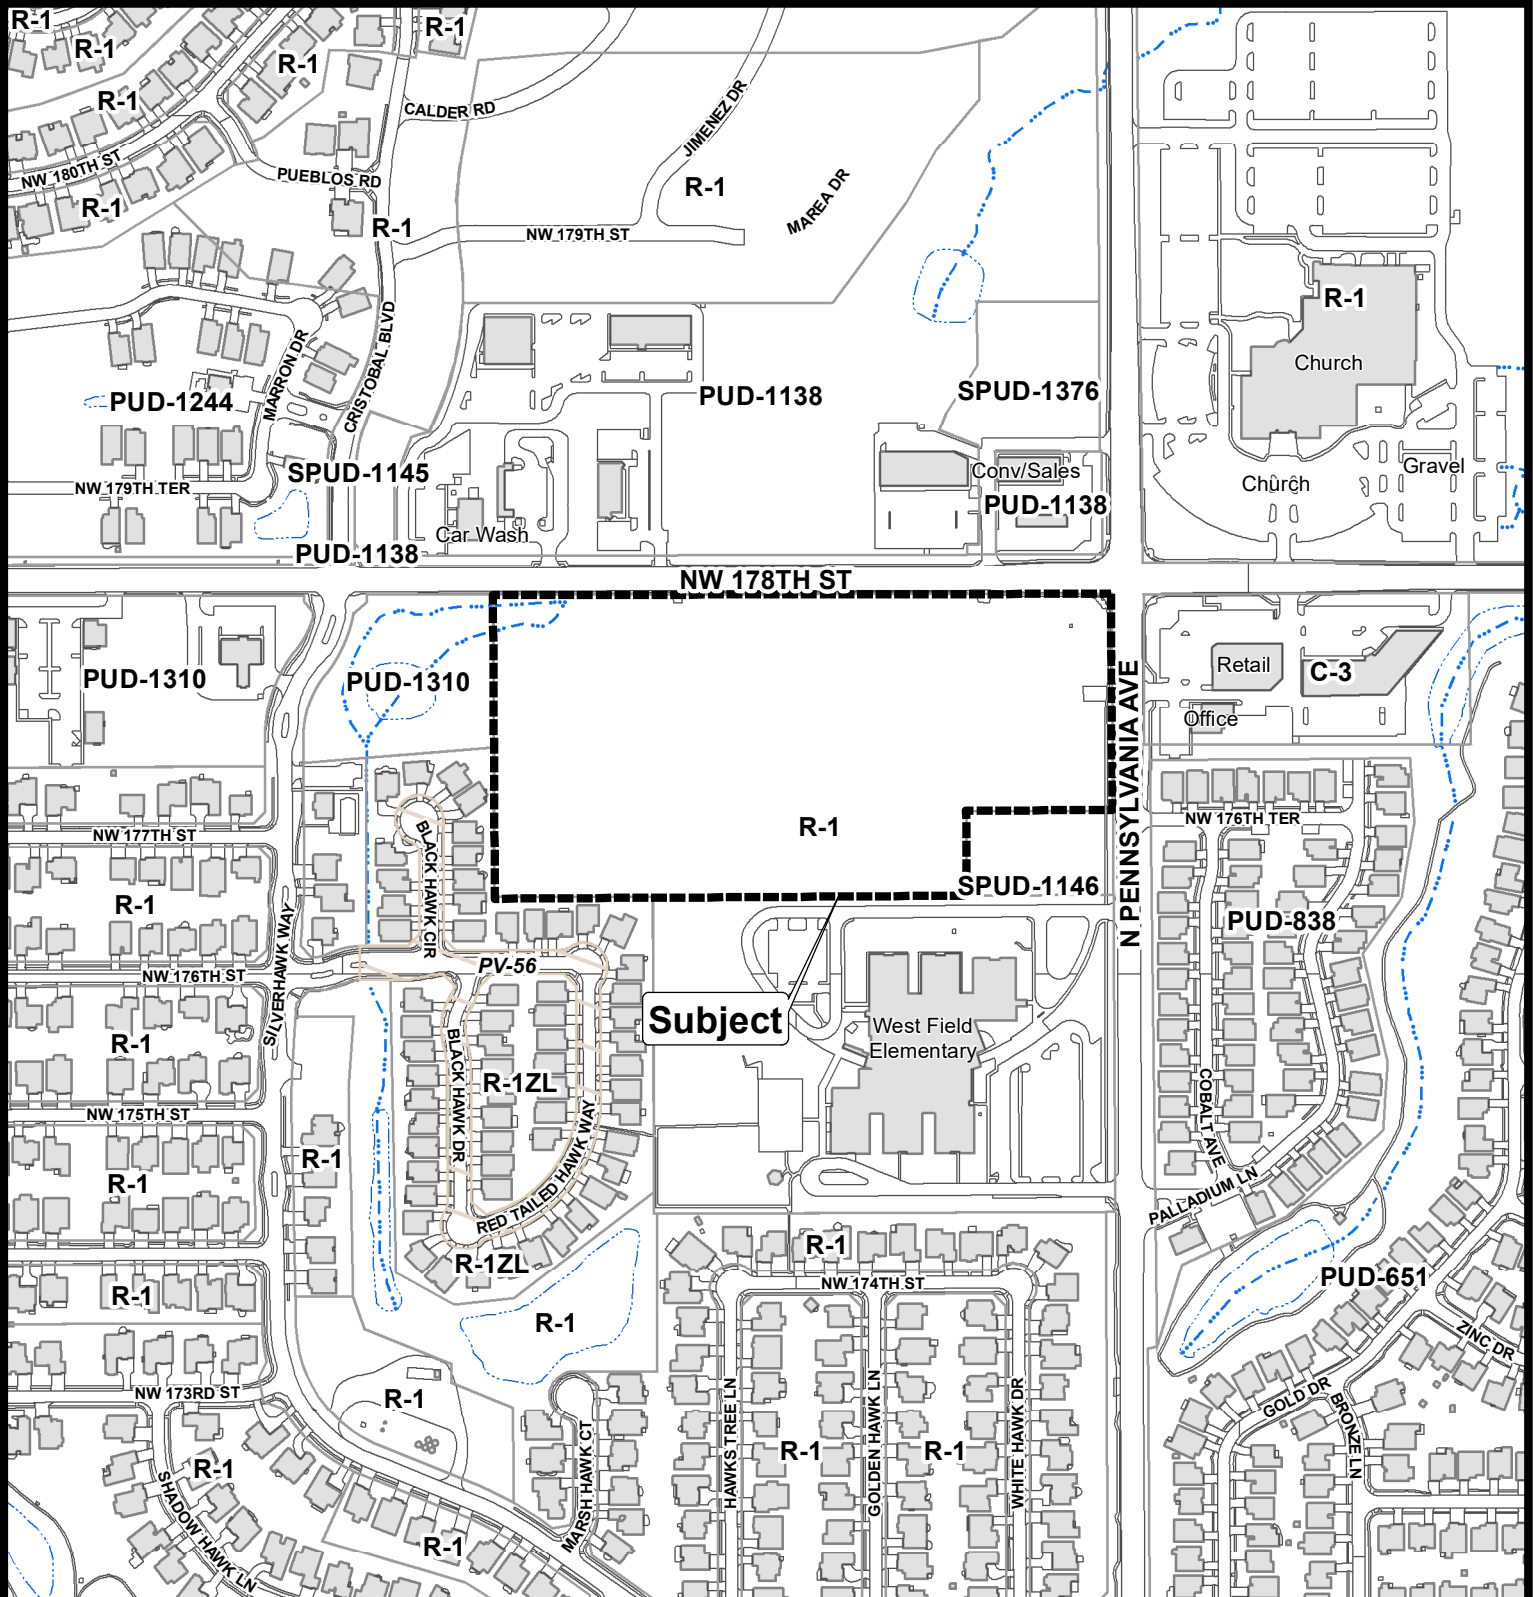 R-1
R-1
R-1
R-1
R-1
CALDER RD
JIMENEZ DR
NW 180TH ST
PUEBLOS RD
R-1
MAREA DR
R-1
R-1
NW 179TH ST
R-1
Church
CRISTOBAL BLVD
MARRON DR
PUD-1244
PUD-1138
SPUD-1376
SPUD-1145
Conv/Sales
Gravel
NW 179TH TER
Church
PUD-1138
Car Wash
PUD-1138
NW 178TH ST
PUD-1310
PUD-1310
Retail
C-3
Office
N PENNSYLVANIA AVE
NW 177TH ST
BLACK HAWK CIR
R-1
NW 176TH TER
SPUD-1146
R-1
PUD-838
SILVERHAWK WAY
NW 176TH ST
PV-56
Subject
West Field
Elementary
R-1
BLACK HAWK DR
R-1ZL
COBALT AVE
NW 175TH ST
RED TAILED HAWK WAY
R-1
R-1
PALLADIUM LN
R-1ZL
R-1
NW 174TH ST
PUD-651
R-1
R-1
ZINC DR
NW 173RD ST
R-1
GOLD DR
BRONZE LN
HAWKS TREE LN
GOLDEN HAWK LN
WHITE HAWK DR
R-1
R-1
R-1
SHADOW HAWK LN
MARSH HAWK CT
R-1